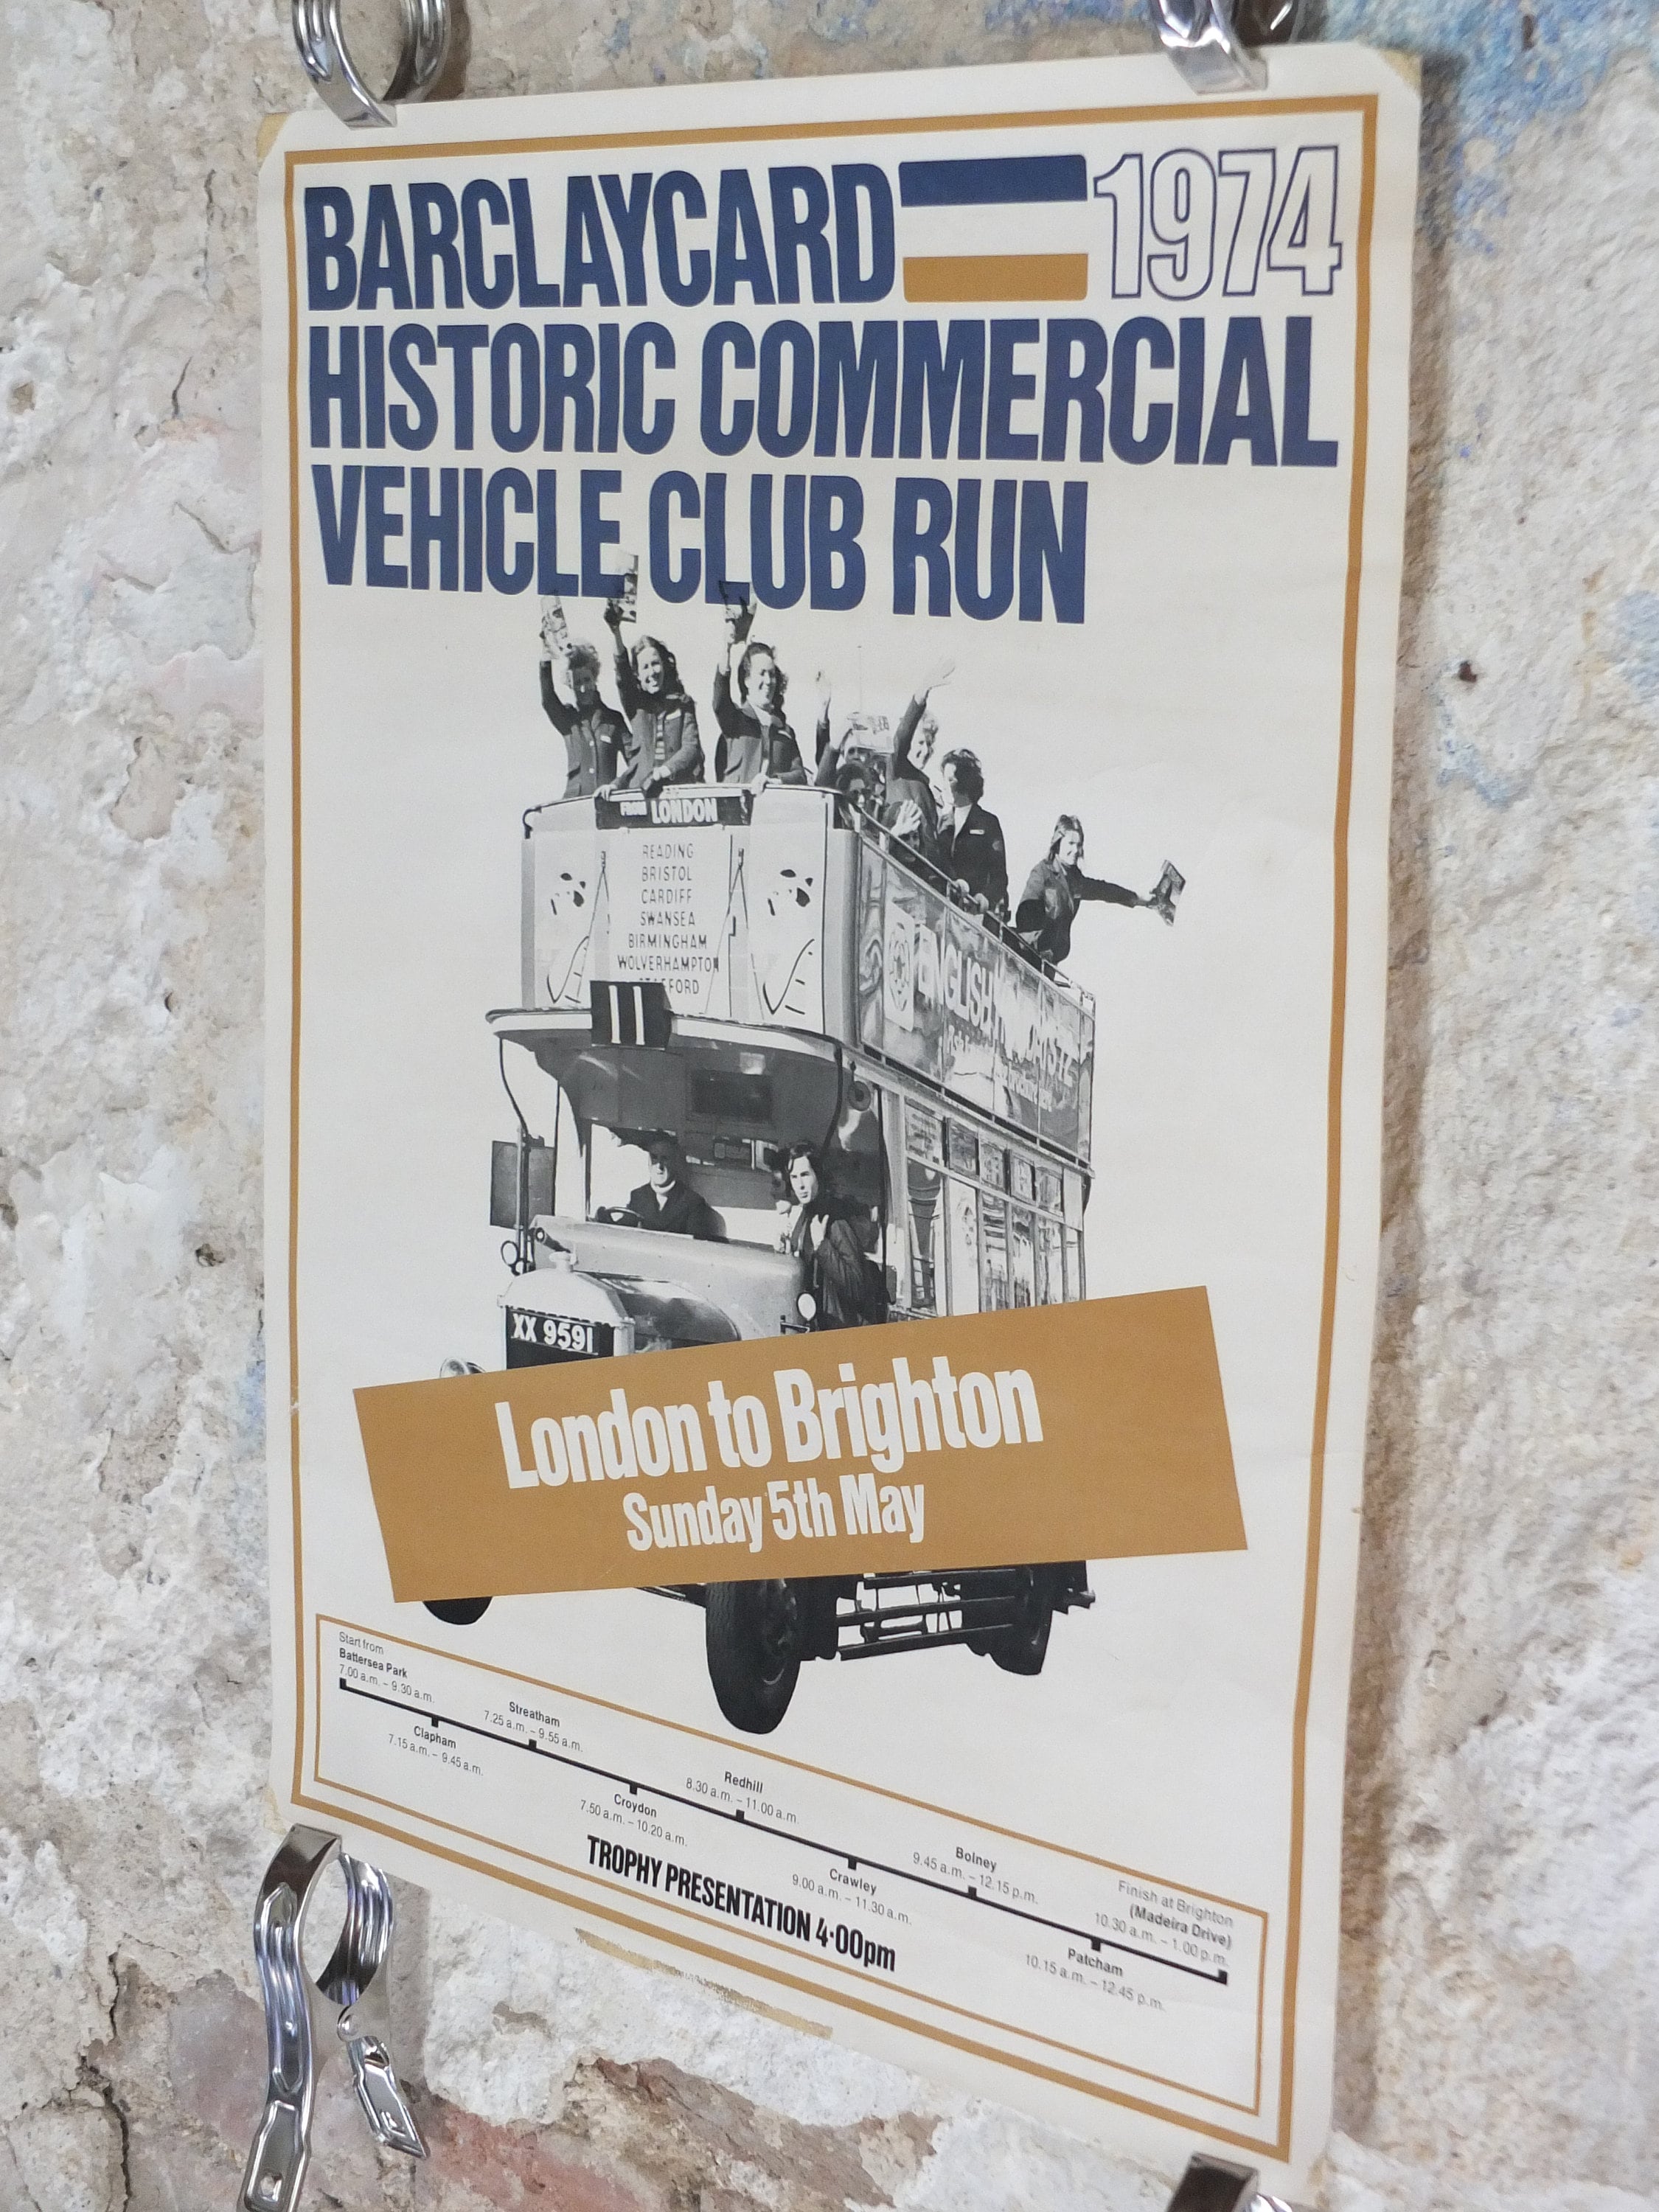 BARCLAYCARD 1974
HISTORIC COMMERCIAL
VEHICLE CLUB RUN
FROM LONDON
READING
BRISTOL
CARDIFF
SWANSEA
BIRMINGHAM
WOLVERHAMPTON
STAFFORD
11
ENGLISH
XX 9591
London to Brighton
Sunday 5th May
Start from
Battersea Park
7.00 a.m. – 9.30 a.m.
Clapham
7.15 a.m. – 9.45 a.m.
Streatham
7.25 a.m. – 9.55 a.m.
Croydon
7.50 a.m. – 10.20 a.m.
Redhill
8.30 a.m. – 11.00 a.m
Crawley
9.00 a.m. – 11.30 a.m.
Bolney
9.45 a.m. – 12.15 p.m.
Patcham
10.15 a.m. – 12.45 p.m.
Finish at Brighton
(Madeira Drive)
10.30 a.m. – 1.00 p.m.
TROPHY PRESENTATION 4·00pm